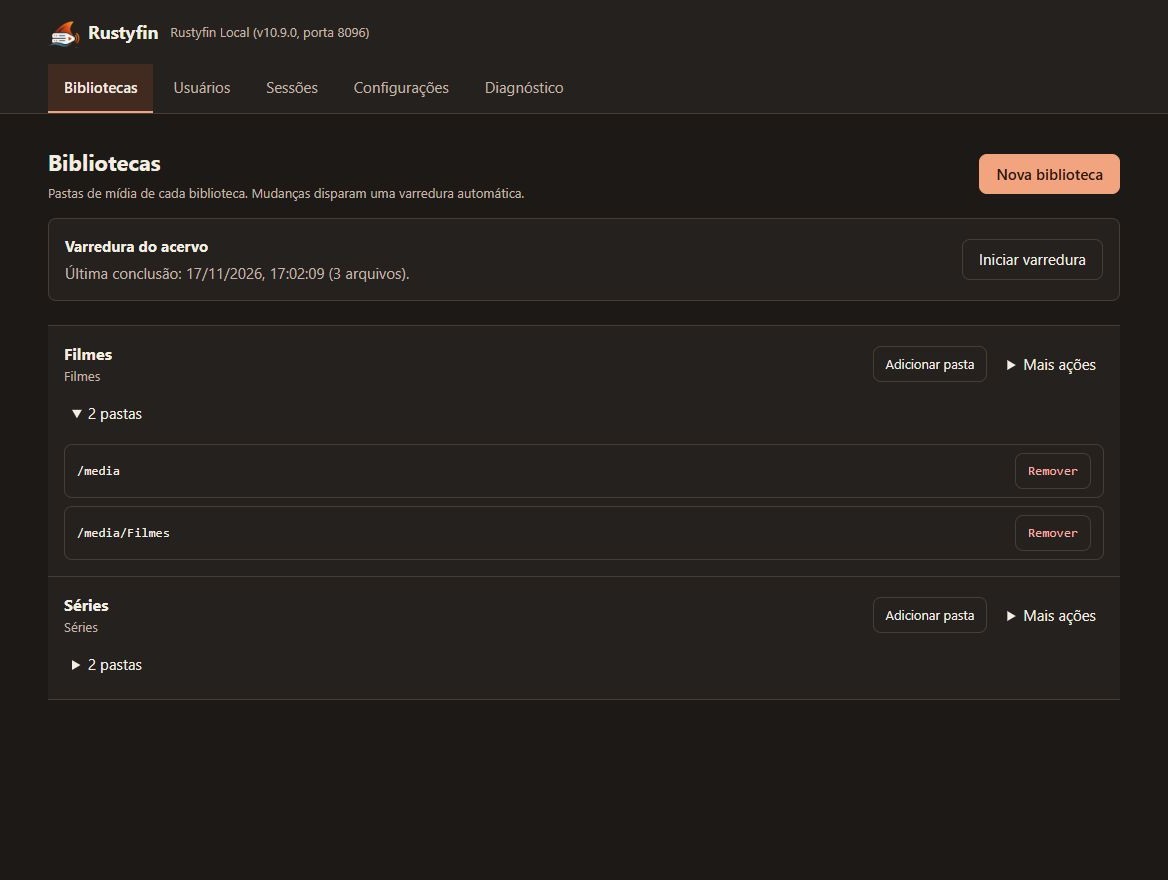 Rustyfin Rustyfin Local (v10.9.0, porta 8096)
Bibliotecas Usuários Sessões Configurações Diagnóstico
Bibliotecas
Pastas de mídia de cada biblioteca. Mudanças disparam uma varredura automática.
Nova biblioteca
Varredura do acervo
Última conclusão: 17/11/2026, 17:02:09 (3 arquivos).
Iniciar varredura
Filmes
Filmes
Adicionar pasta Mais ações
2 pastas
/media Remover
/media/Filmes Remover
Séries
Séries
Adicionar pasta Mais ações
2 pastas